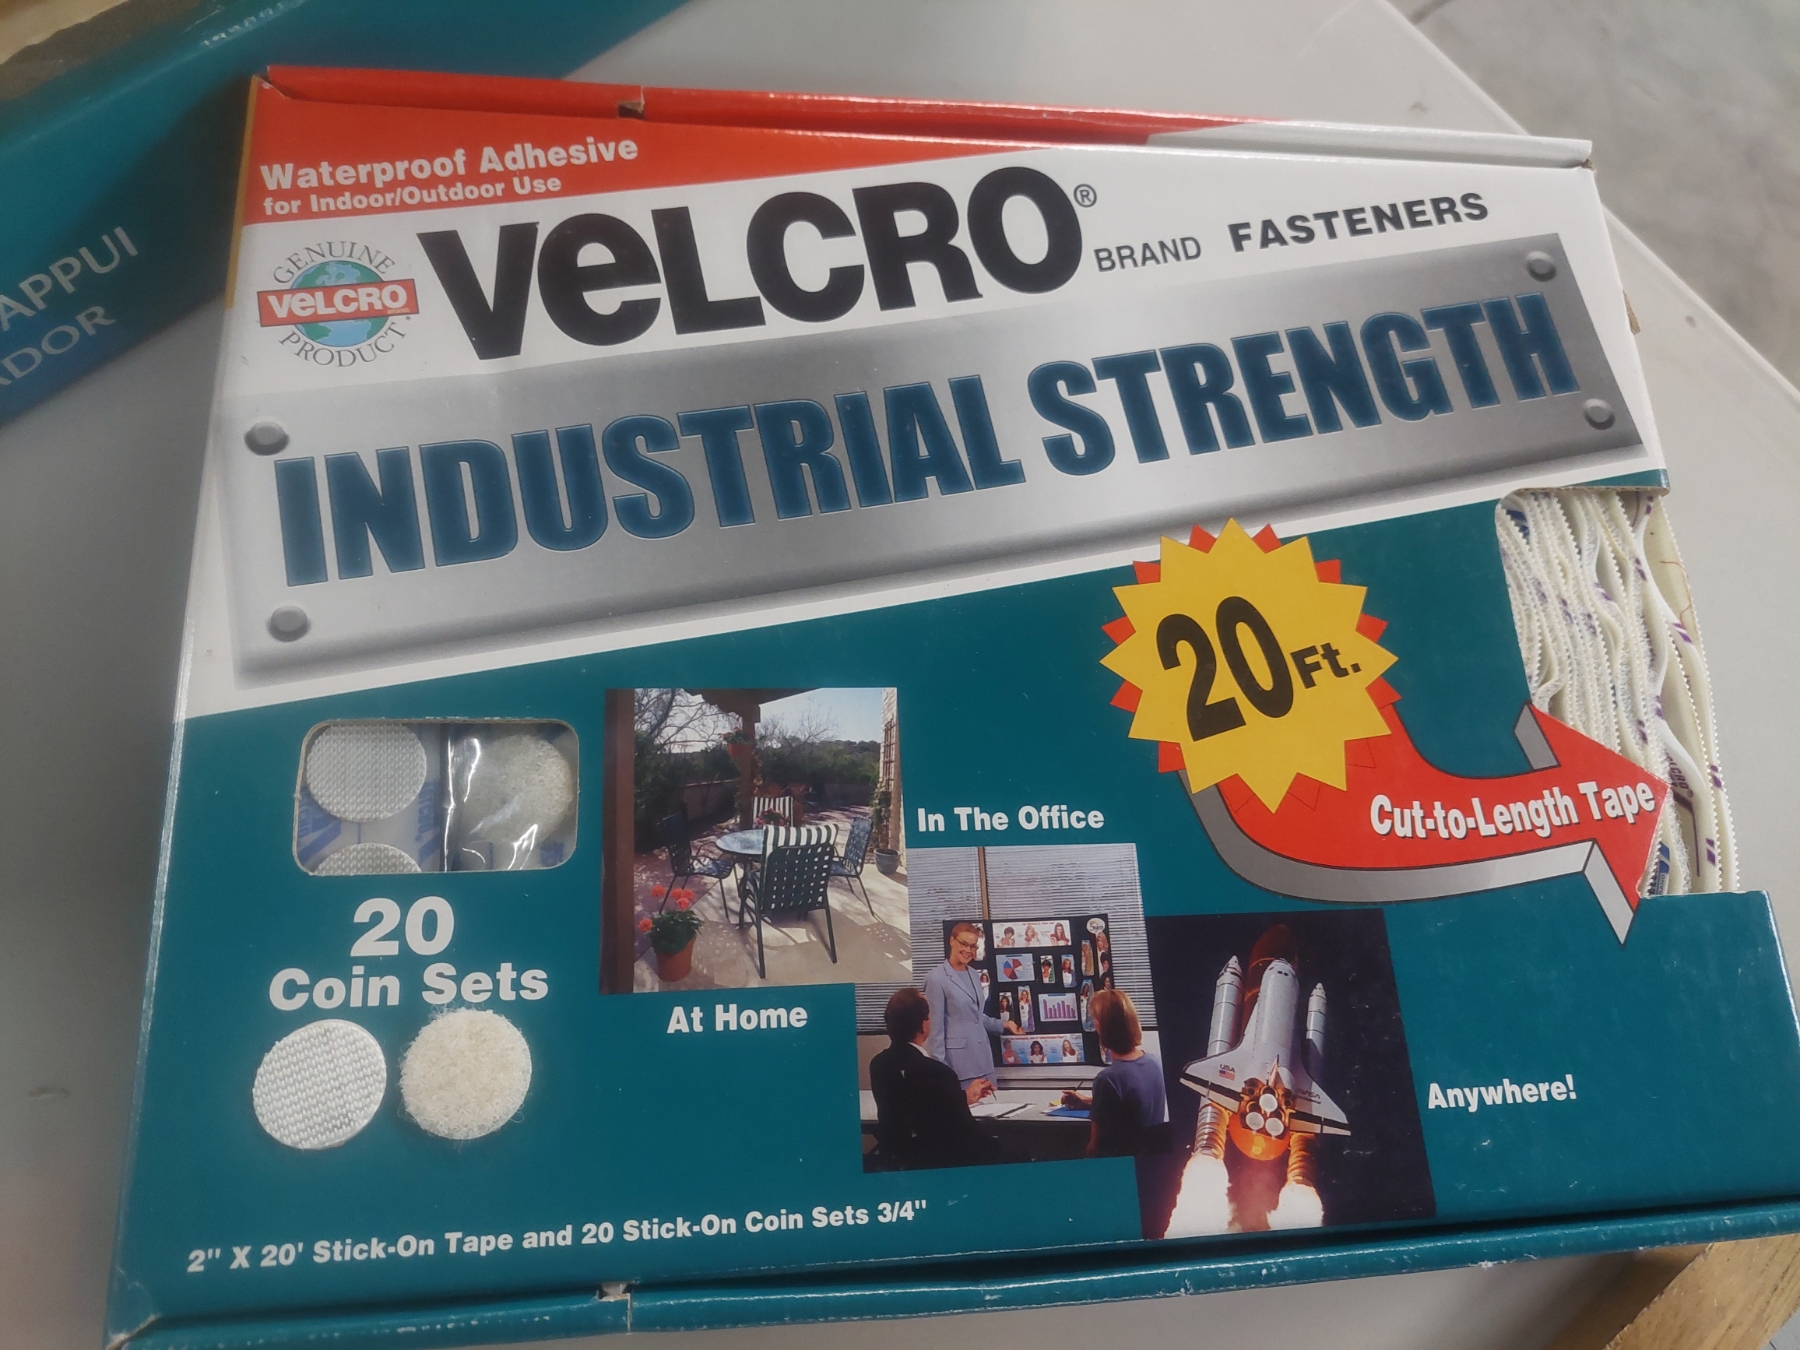 APPUI
ADOR
Waterproof Adhesive
for Indoor/Outdoor Use
GENUINE
VELCRO
PRODUCT
VELCRO® BRAND FASTENERS
INDUSTRIAL STRENGTH
20 Ft.
Cut-to-Length Tape
20
Coin Sets
In The Office
At Home
USA
Anywhere!
2" X 20' Stick-On Tape and 20 Stick-On Coin Sets 3/4"